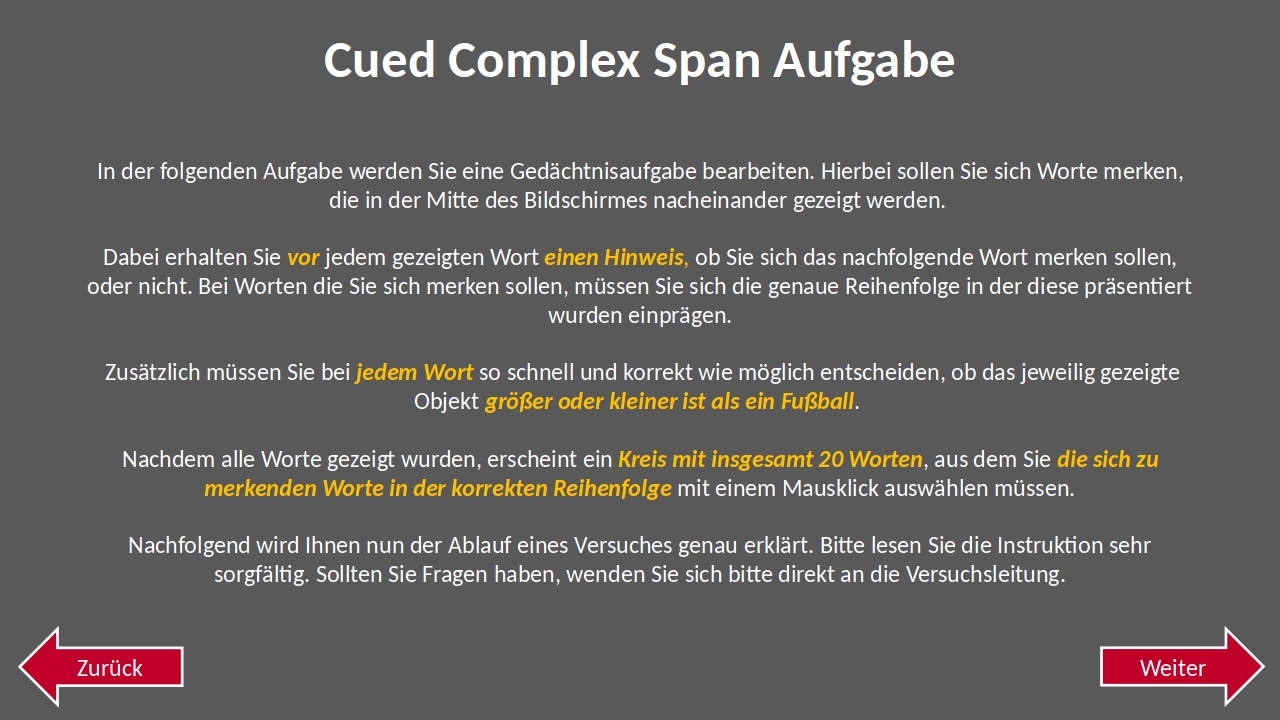 Cued Complex Span Aufgabe
In der folgenden Aufgabe werden Sie eine Gedächtnisaufgabe bearbeiten. Hierbei sollen Sie sich Worte merken,
die in der Mitte des Bildschirmes nacheinander gezeigt werden.
Dabei erhalten Sie vor jedem gezeigten Wort einen Hinweis, ob Sie sich das nachfolgende Wort merken sollen,
oder nicht. Bei Worten die Sie sich merken sollen, müssen Sie sich die genaue Reihenfolge in der diese präsentiert
wurden einprägen.
Zusätzlich müssen Sie bei jedem Wort so schnell und korrekt wie möglich entscheiden, ob das jeweilig gezeigte
Objekt größer oder kleiner ist als ein Fußball.
Nachdem alle Worte gezeigt wurden, erscheint ein Kreis mit insgesamt 20 Worten, aus dem Sie die sich zu
merkenden Worte in der korrekten Reihenfolge mit einem Mausklick auswählen müssen.
Nachfolgend wird Ihnen nun der Ablauf eines Versuches genau erklärt. Bitte lesen Sie die Instruktion sehr
sorgfältig. Sollten Sie Fragen haben, wenden Sie sich bitte direkt an die Versuchsleitung.
Zurück
Weiter